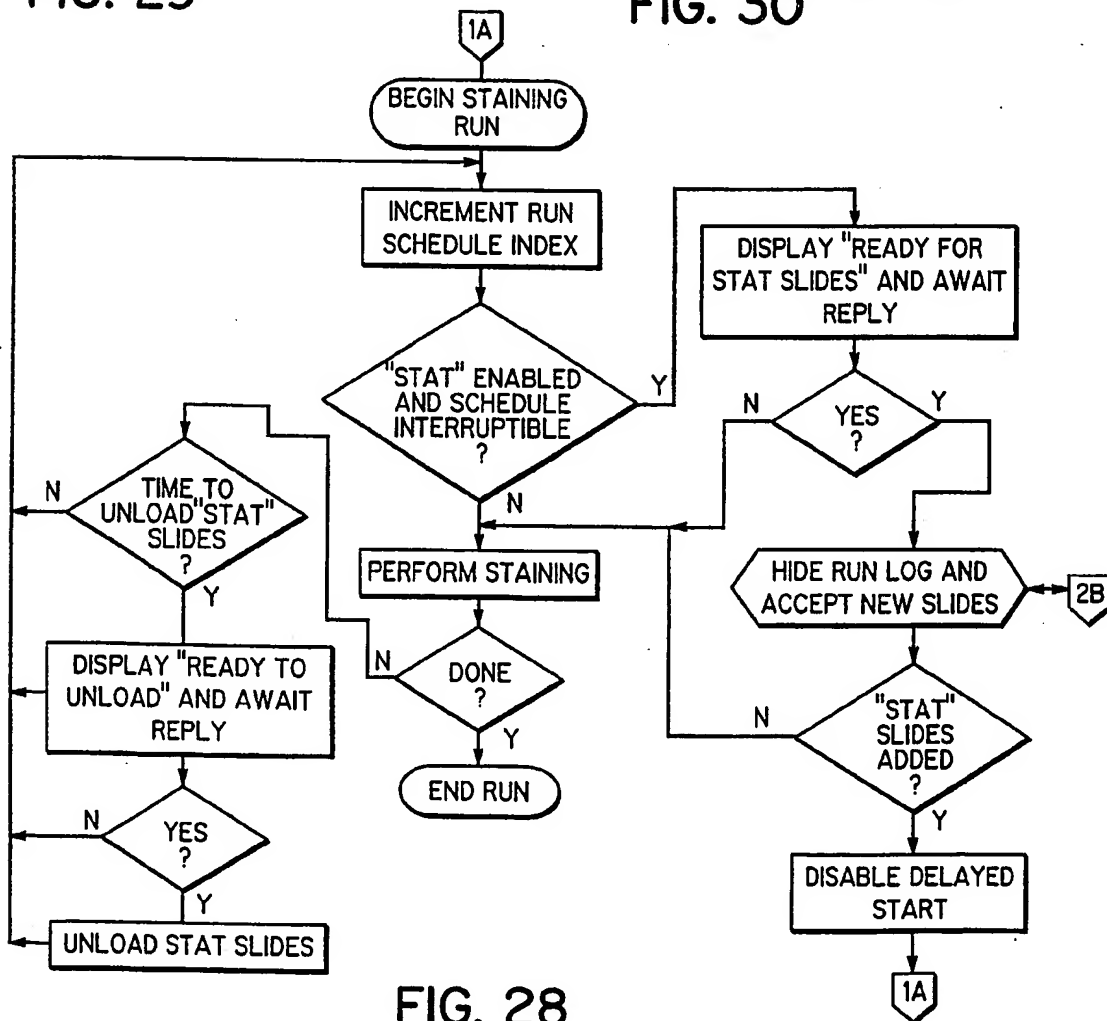 FIG. 30
1A
BEGIN STAINING
RUN
INCREMENT RUN
SCHEDULE INDEX
"STAT" ENABLED
AND SCHEDULE
INTERRUPTIBLE
?
Y
N
DISPLAY "READY FOR
STAT SLIDES" AND AWAIT
REPLY
YES
?
N
Y
HIDE RUN LOG AND
ACCEPT NEW SLIDES
2B
"STAT"
SLIDES
ADDED
?
N
Y
DISABLE DELAYED
START
1A
PERFORM STAINING
DONE
?
N
Y
END RUN
TIME TO
UNLOAD "STAT"
SLIDES
?
N
Y
DISPLAY "READY TO
UNLOAD" AND AWAIT
REPLY
YES
?
N
Y
UNLOAD STAT SLIDES
FIG. 28